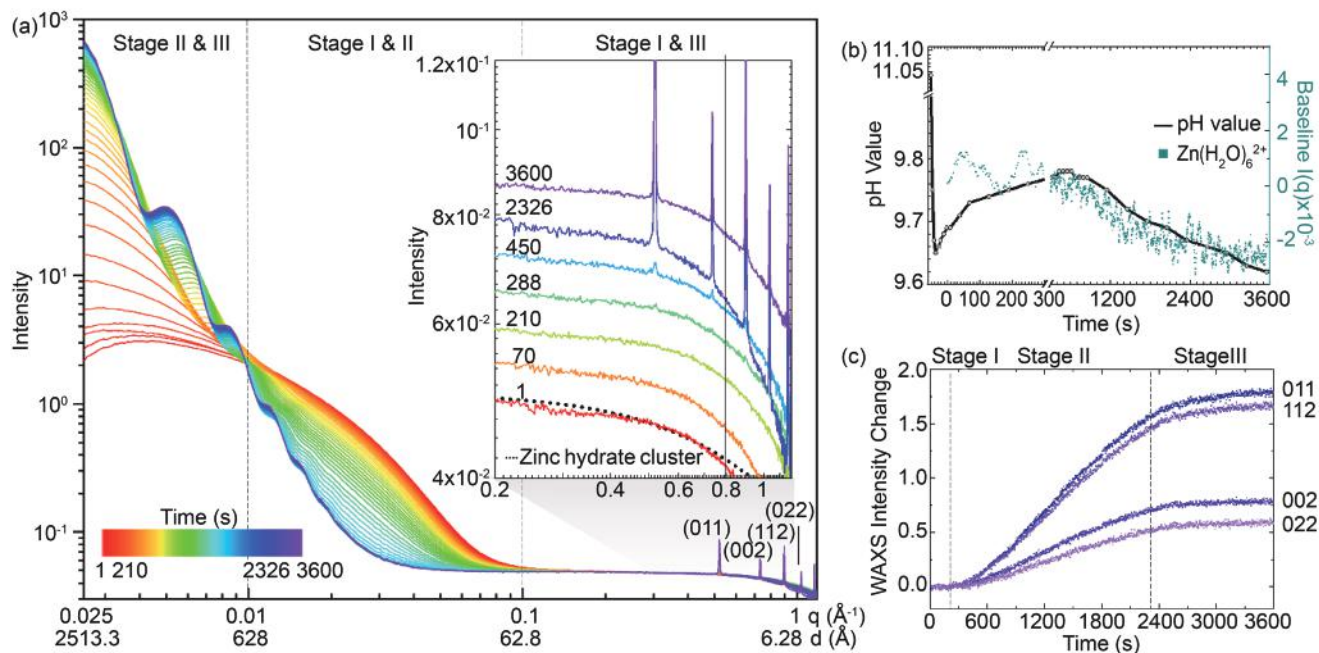 (a)
10³
Stage II & III
Stage I & II
Stage I & III
10²
10¹
10⁰
10⁻¹
Intensity
1.2x10⁻¹
10⁻¹
8x10⁻²
6x10⁻²
4x10⁻²
Intensity
3600
2326
450
288
210
70
1
Zinc hydrate cluster
0.2
0.4
0.6
0.8
1
Time (s)
1 210
2326 3600
(011)
(002)
(112)
(022)
0.025
0.01
0.1
1 q (Å⁻¹)
2513.3
628
62.8
6.28 d (Å)
(b)
11.10
11.05
9.8
9.7
9.6
pH Value
pH value
Zn(H₂O)₆²⁺
4
2
0
-2
Baseline I(q)x10⁻³
0 100 200 300 1200 2400 3600
Time (s)
(c)
Stage I
Stage II
StageIII
2.0
1.5
1.0
0.5
0.0
WAXS Intensity Change
011
112
002
022
0 600 1200 1800 2400 3000 3600
Time (s)